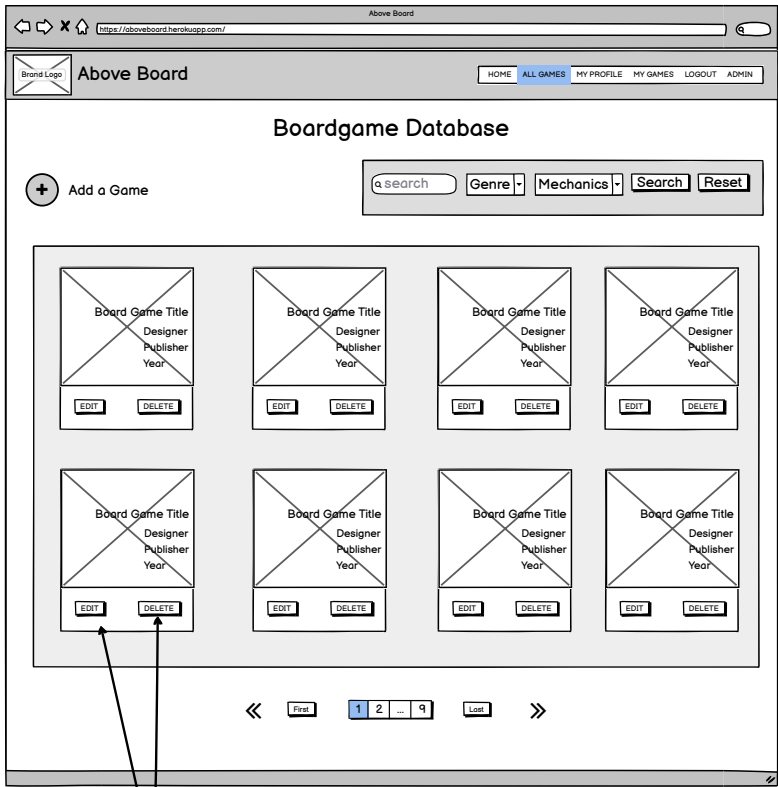 Above Board
https://aboveboard.herokuapp.com/
Brand Logo Above Board HOME ALL GAMES MY PROFILE MY GAMES LOGOUT ADMIN
Boardgame Database
Add a Game search Genre Mechanics Search Reset
Board Game Title Board Game Title Board Game Title Board Game Title
Designer Designer Designer Designer
Publisher Publisher Publisher Publisher
Year Year Year Year
EDIT DELETE EDIT DELETE EDIT DELETE EDIT DELETE
Board Game Title Board Game Title Board Game Title Board Game Title
Designer Designer Designer Designer
Publisher Publisher Publisher Publisher
Year Year Year Year
EDIT DELETE EDIT DELETE EDIT DELETE EDIT DELETE
First 1 2 ... 9 Last